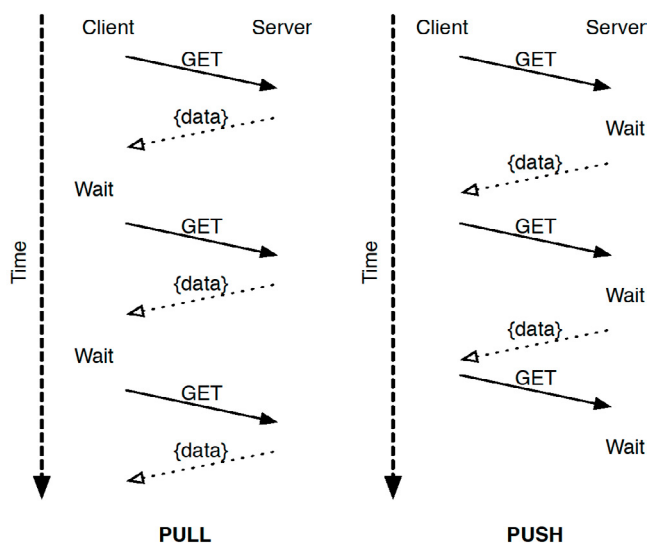 Client Server
GET
{data}
Wait
GET
{data}
Wait
GET
{data}
Time
PULL
Client Server
GET
Wait
{data}
GET
Wait
{data}
GET
Wait
Time
PUSH